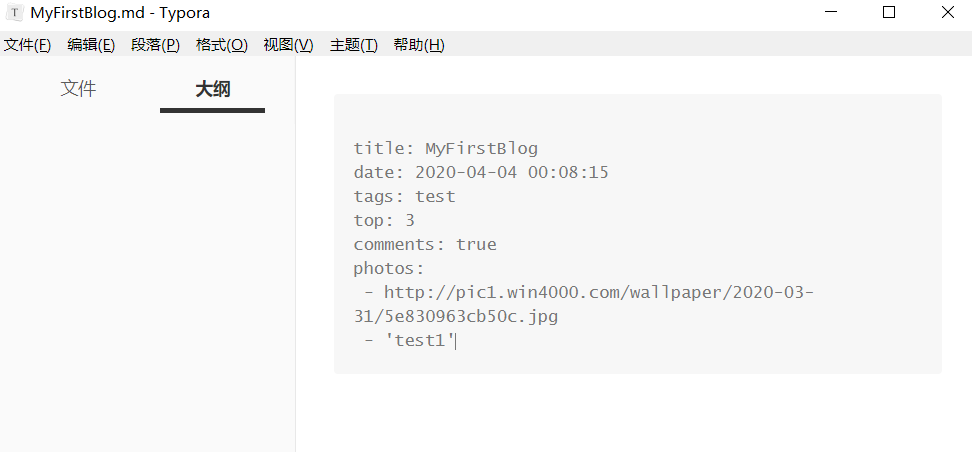 MyFirstBlog.md - Typora
文件(F) 编辑(E) 段落(P) 格式(O) 视图(V) 主题(T) 帮助(H)
文件 大纲
title: MyFirstBlog
date: 2020-04-04 00:08:15
tags: test
top: 3
comments: true
photos:
- http://pic1.win4000.com/wallpaper/2020-03-
31/5e830963cb50c.jpg
- 'test1'